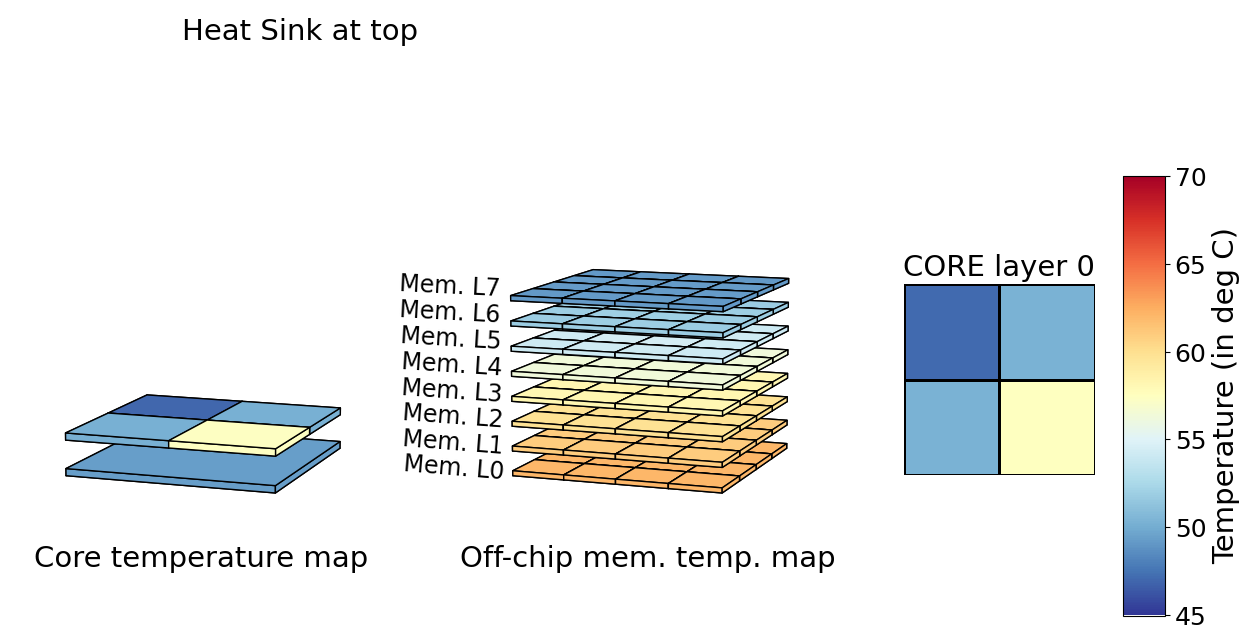 Heat Sink at top
Mem. L7
Mem. L6
Mem. L5
Mem. L4
Mem. L3
Mem. L2
Mem. L1
Mem. L0
Core temperature map
Off-chip mem. temp. map
CORE layer 0
70
65
60
55
50
45
Temperature (in deg C)